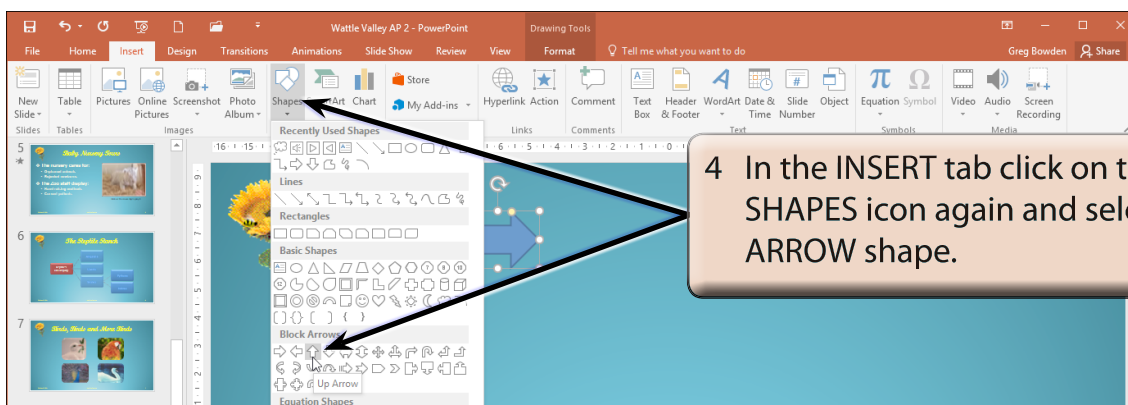 Wattle Valley AP 2 - PowerPoint
Drawing Tools
File Home Insert Design Transitions Animations Slide Show Review View Format Tell me what you want to do Greg Bowden Share
New Slide
Table
Pictures
Online Pictures
Screenshot
Photo Album
Shapes
Chart
Store
My Add-ins
Hyperlink
Action
Comment
Text Box
Header & Footer
WordArt
Date & Time
Slide Number
Object
Equation
Symbol
Video
Audio
Screen Recording
Slides Tables Images Links Comments Text Symbols Media
Recently Used Shapes
Lines
Rectangles
Basic Shapes
Block Arrows
Up Arrow
Equation Shapes
5
6
The Reptile Bench
7
Birds, Birds and More Birds
4 In the INSERT tab click on t
SHAPES icon again and sele
ARROW shape.